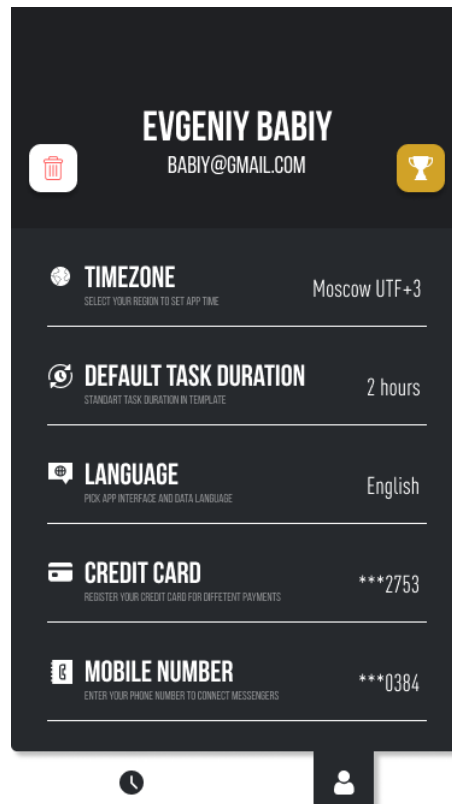 EVGENIY BABIY
BABIY@GMAIL.COM
TIMEZONE
SELECT YOUR REGION TO SET APP TIME
Moscow UTF+3
DEFAULT TASK DURATION
STANDART TASK DURATION IN TEMPLATE
2 hours
LANGUAGE
PICK APP INTERFACE AND DATA LANGUAGE
English
CREDIT CARD
REGISTER YOUR CREDIT CARD FOR DIFFETENT PAYMENTS
***2753
MOBILE NUMBER
ENTER YOUR PHONE NUMBER TO CONNECT MESSENGERS
***0384